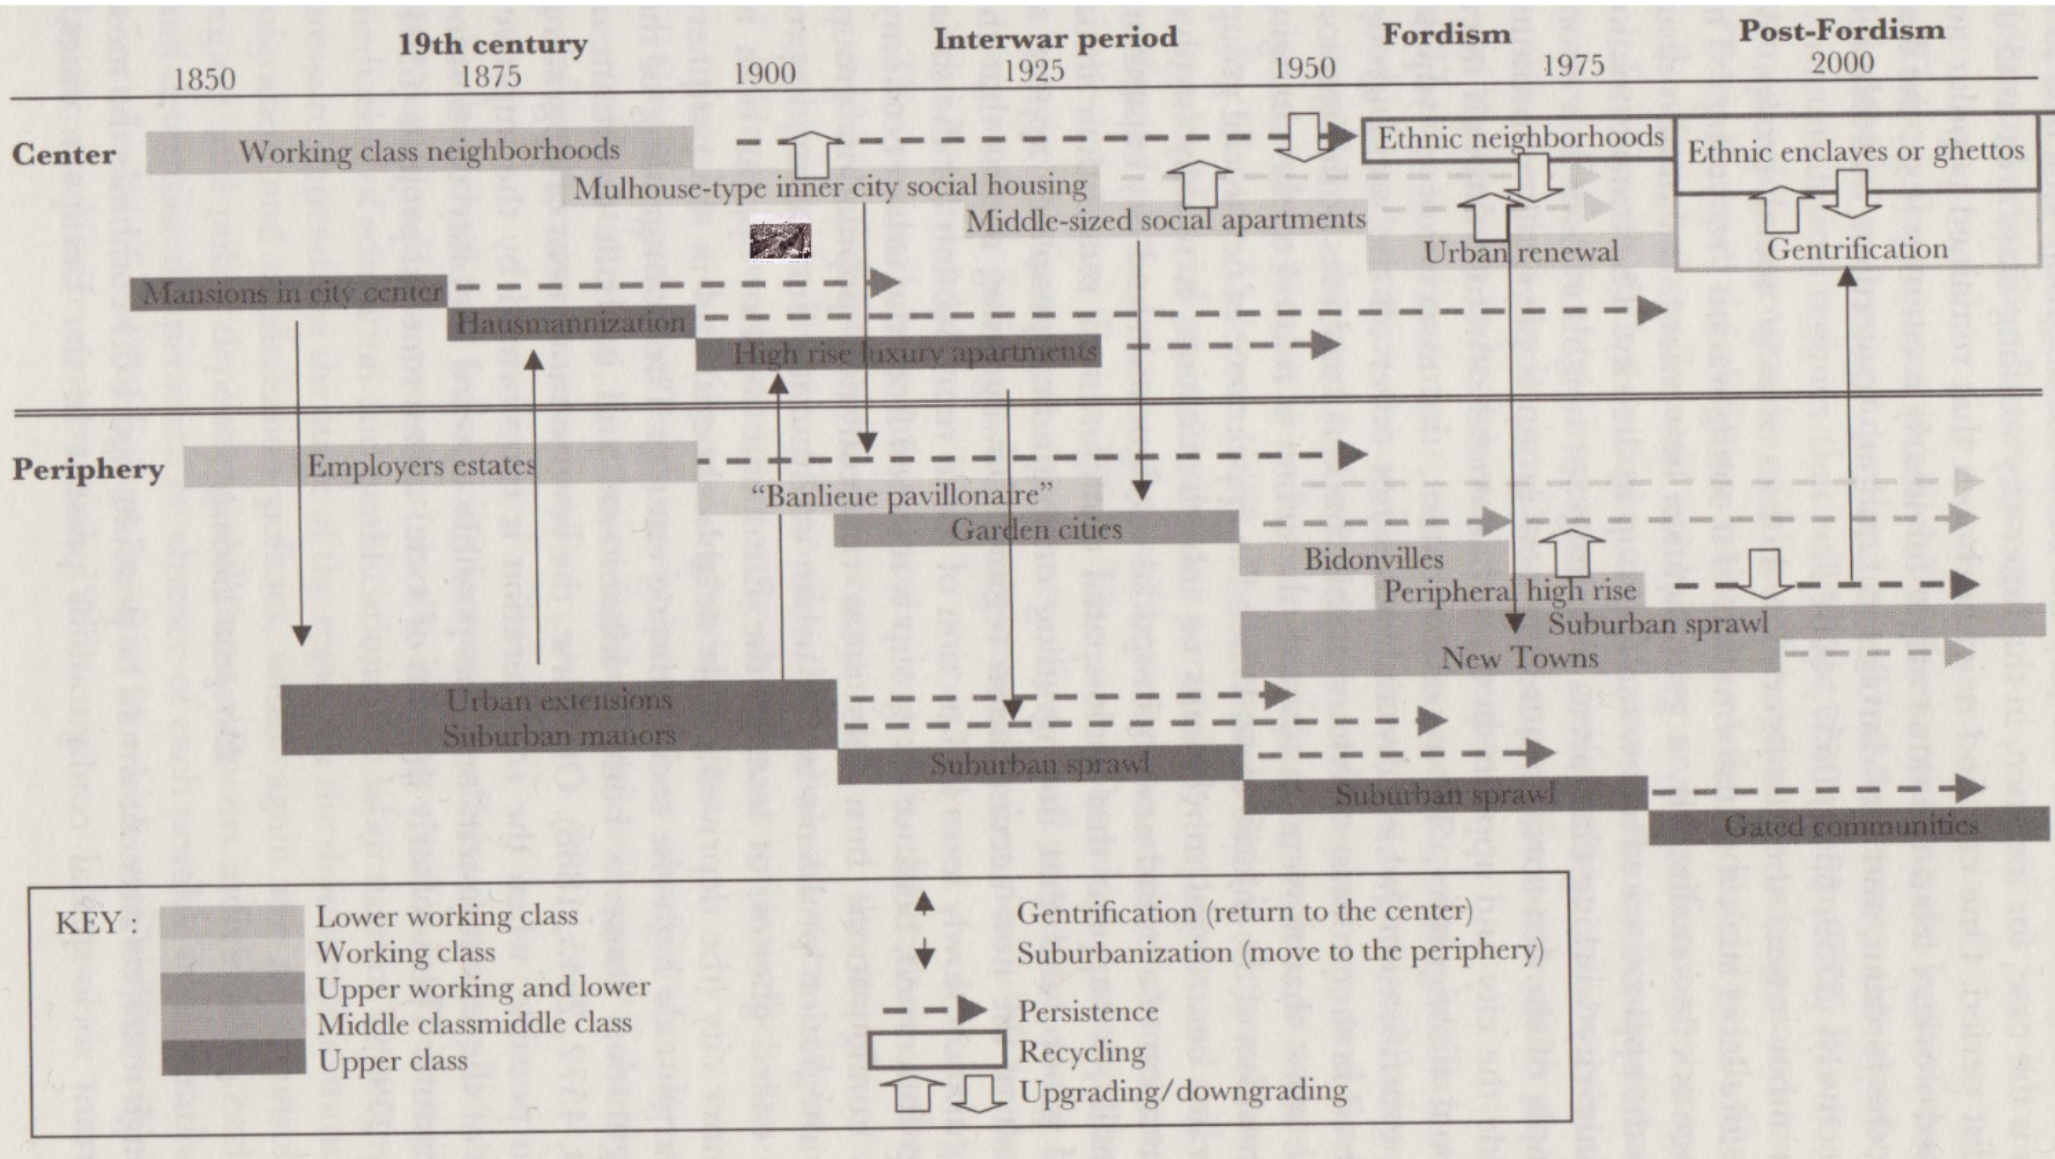 19th century Interwar period Fordism Post-Fordism
1850 1875 1900 1925 1950 1975 2000
Center
Working class neighborhoods
Ethnic neighborhoods
Ethnic enclaves or ghettos
Mulhouse-type inner city social housing
Middle-sized social apartments
Urban renewal
Gentrification
Mansions in city center
Hausmannization
High rise luxury apartments
Periphery
Employers estates
“Banlieue pavillonaire”
Garden cities
Bidonvilles
Peripheral high rise
Suburban sprawl
New Towns
Urban extensions
Suburban manors
Suburban sprawl
Suburban sprawl
Gated communities
KEY :
Lower working class
Working class
Upper working and lower
Middle classmiddle class
Upper class
Gentrification (return to the center)
Suburbanization (move to the periphery)
Persistence
Recycling
Upgrading/downgrading